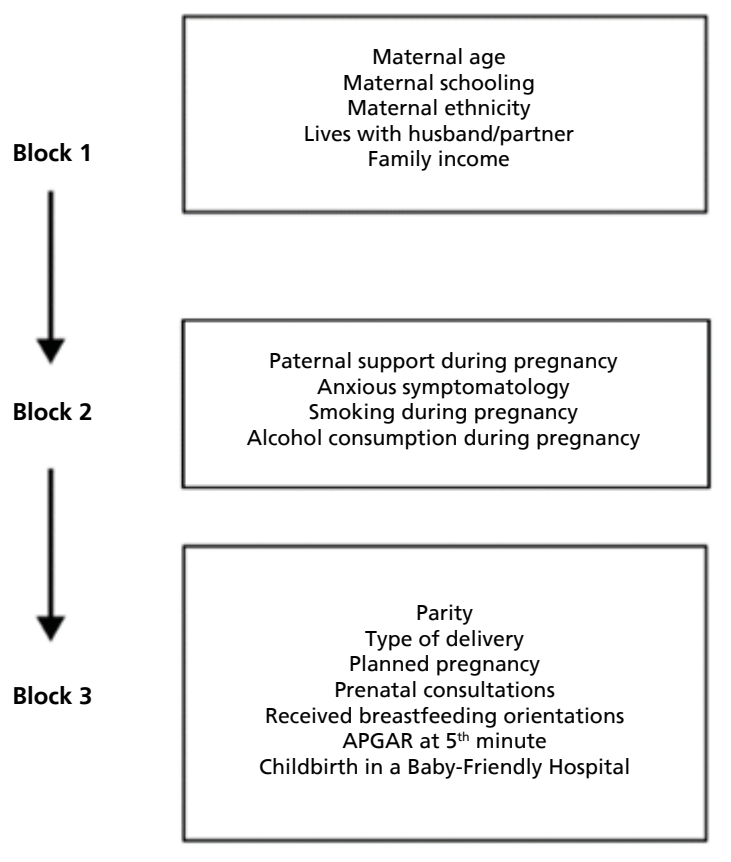 Block 1
Maternal age
Maternal schooling
Maternal ethnicity
Lives with husband/partner
Family income
Block 2
Paternal support during pregnancy
Anxious symptomatology
Smoking during pregnancy
Alcohol consumption during pregnancy
Block 3
Parity
Type of delivery
Planned pregnancy
Prenatal consultations
Received breastfeeding orientations
APGAR at 5th minute
Childbirth in a Baby-Friendly Hospital